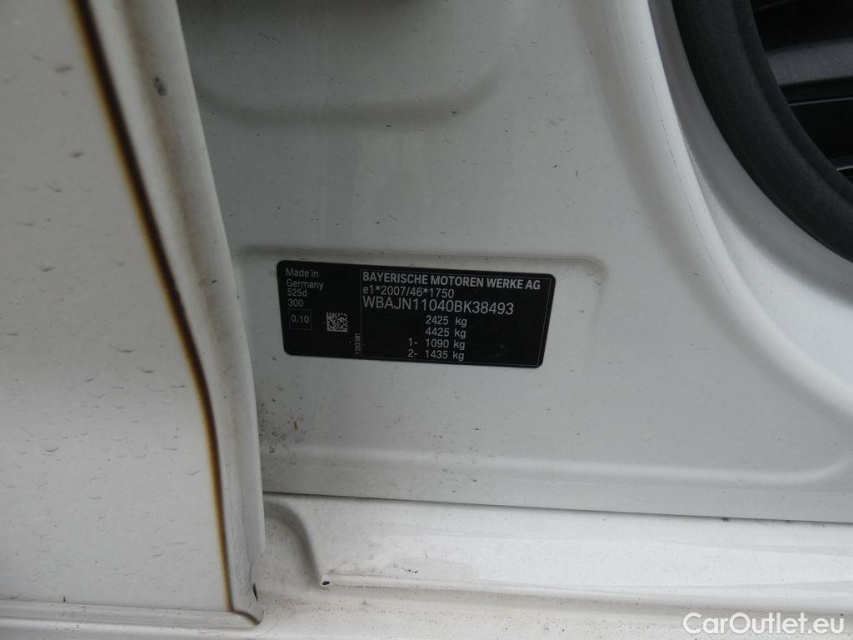 Made in
Germany
525d
300
0,10
BAYERISCHE MOTOREN WERKE AG
e1*2007/46*1750
WBAJN11040BK38493
2425 kg
4425 kg
1- 1090 kg
2- 1435 kg
CarOutlet.eu